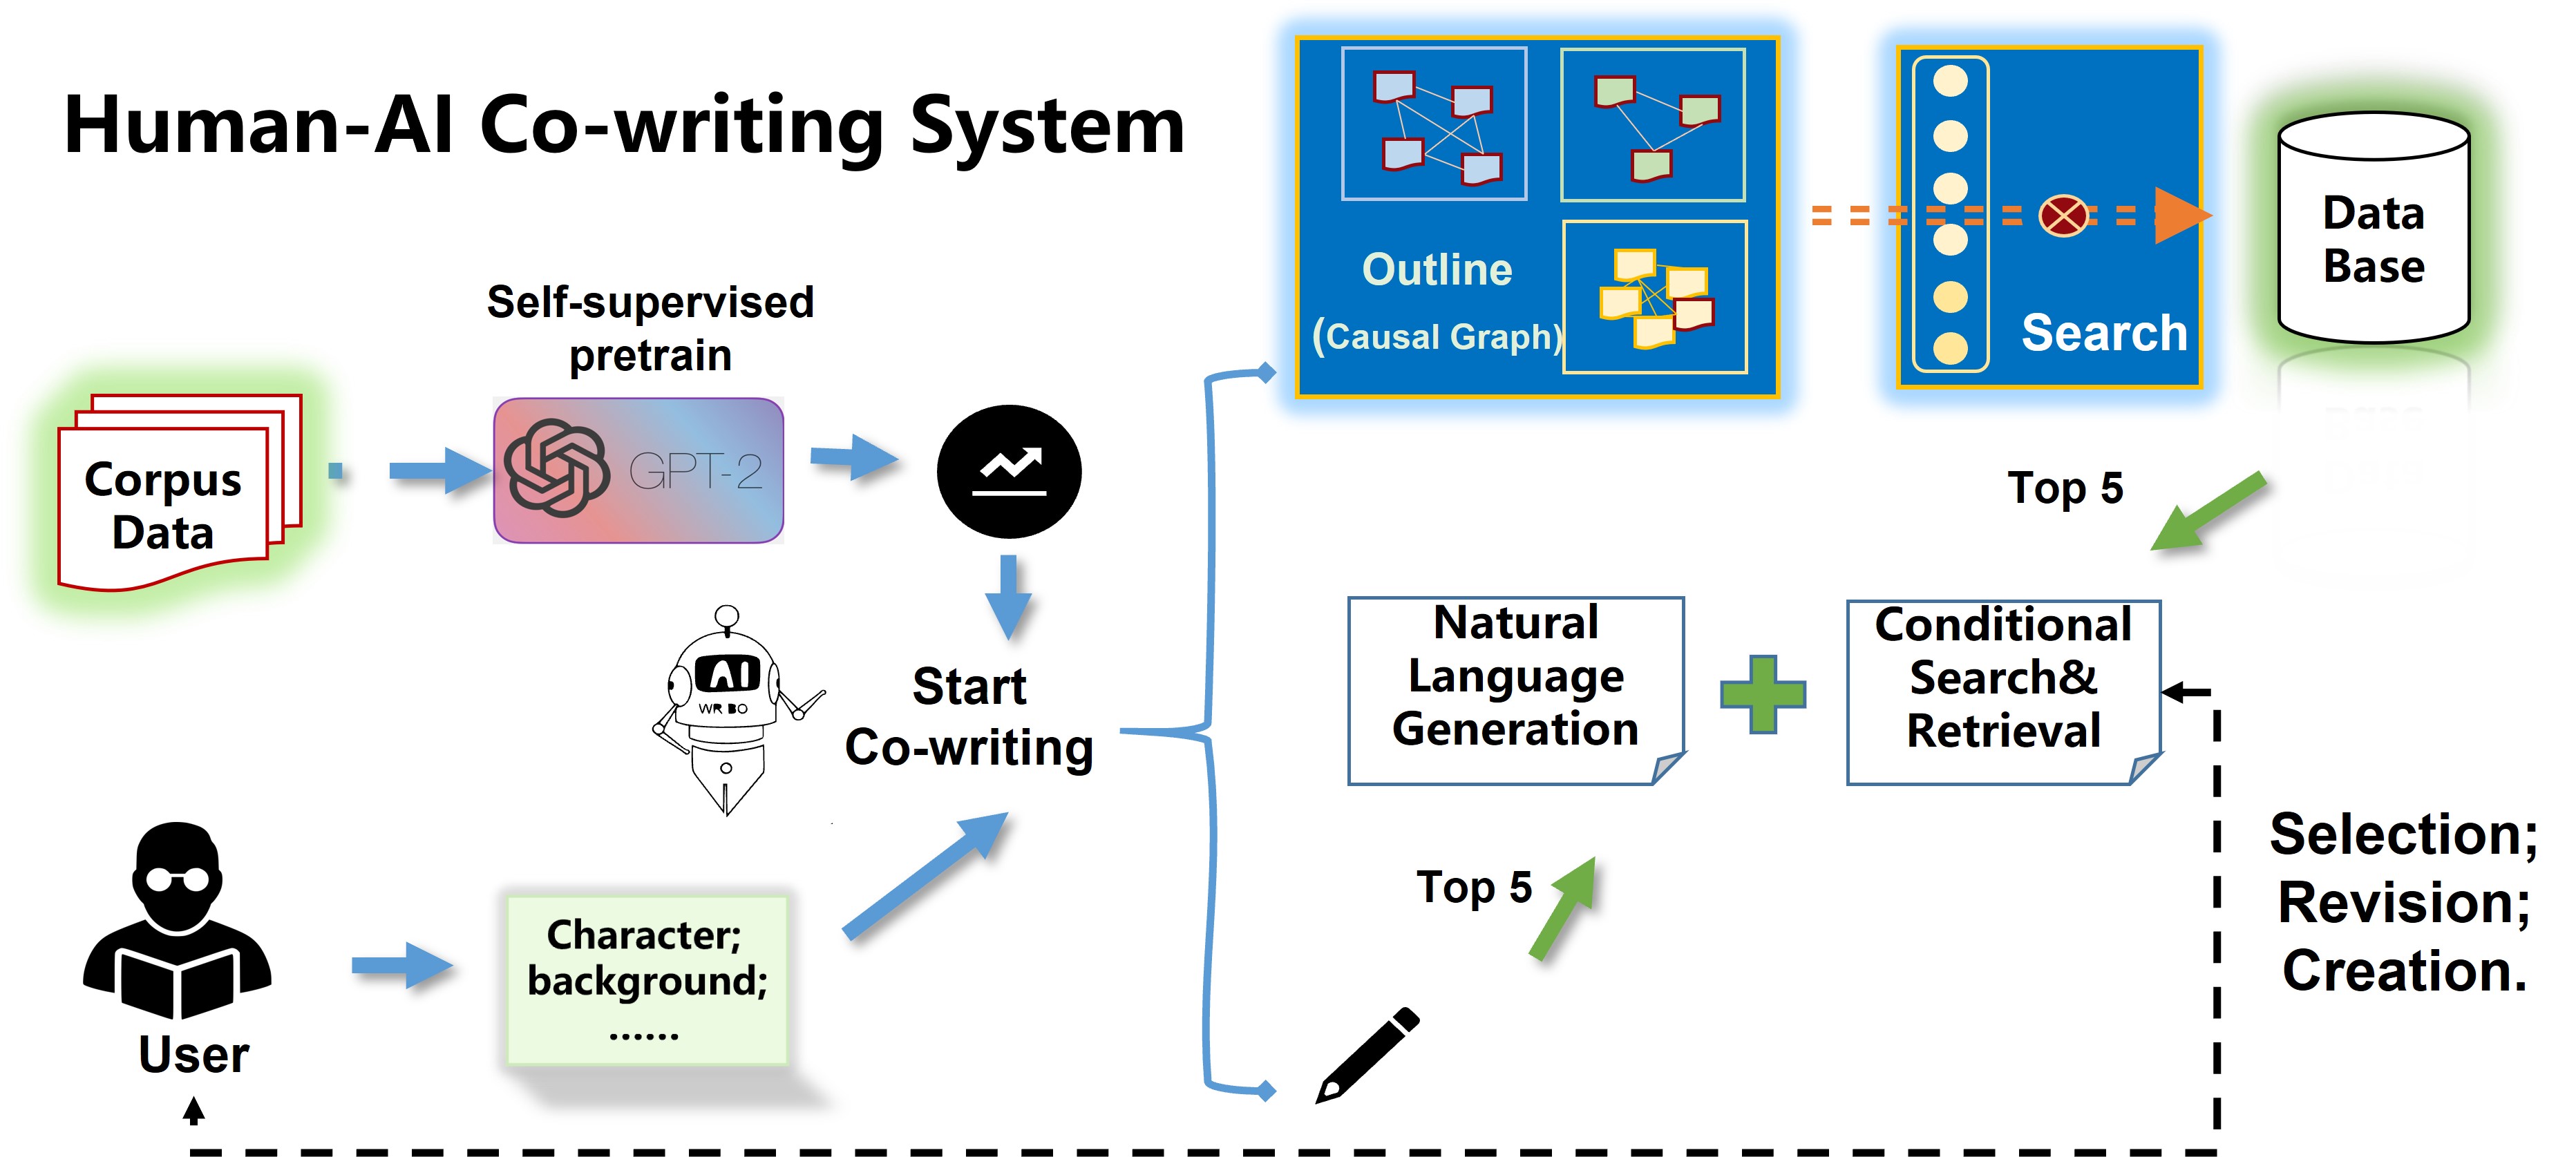 Human-AI Co-writing System
Self-supervised
pretrain
Corpus
Data
GPT-2
AI
WR BO
Start
Co-writing
User
Character;
background;
......
Outline
(Causal Graph)
Search
Data
Base
Top 5
Natural
Language
Generation
Conditional
Search&
Retrieval
Top 5
Selection;
Revision;
Creation.